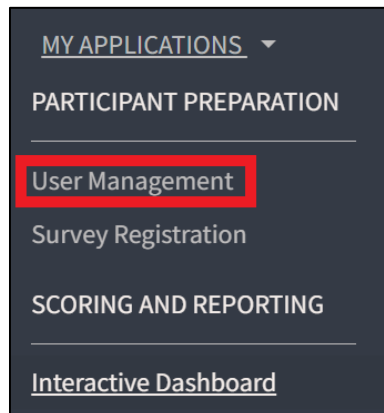 MY APPLICATIONS
PARTICIPANT PREPARATION
User Management
Survey Registration
SCORING AND REPORTING
Interactive Dashboard